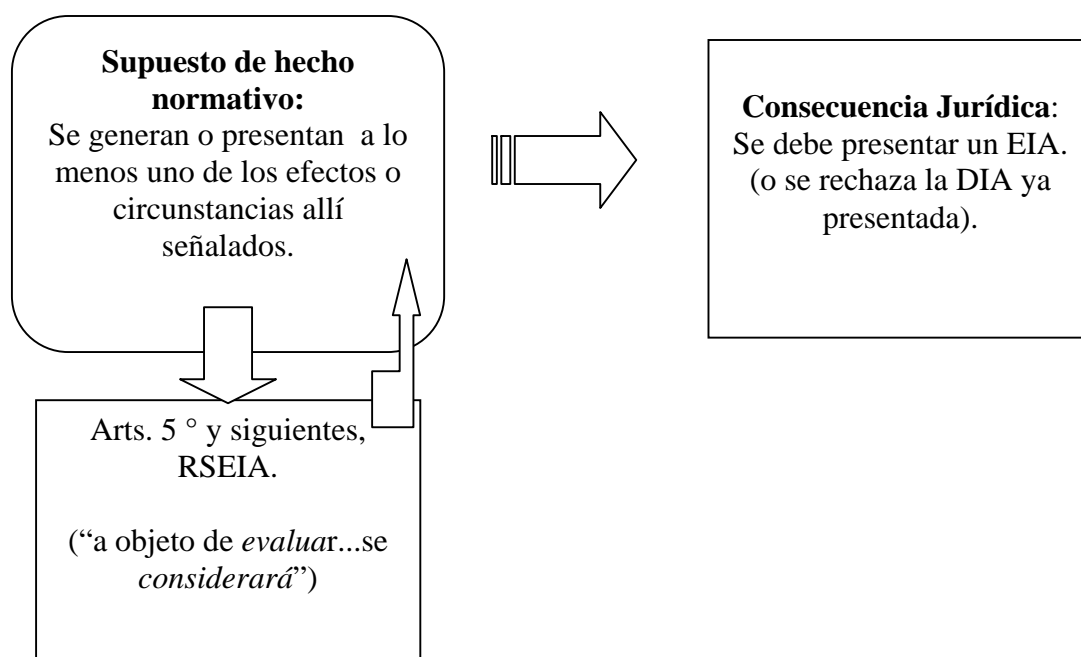 Supuesto de hecho
normativo:
Se generan o presentan a lo
menos uno de los efectos o
circunstancias allí
señalados.
Consecuencia Jurídica:
Se debe presentar un EIA.
(o se rechaza la DIA ya
presentada).
Arts. 5 ° y siguientes,
RSEIA.
(“a objeto de evaluar...se
considerará”)